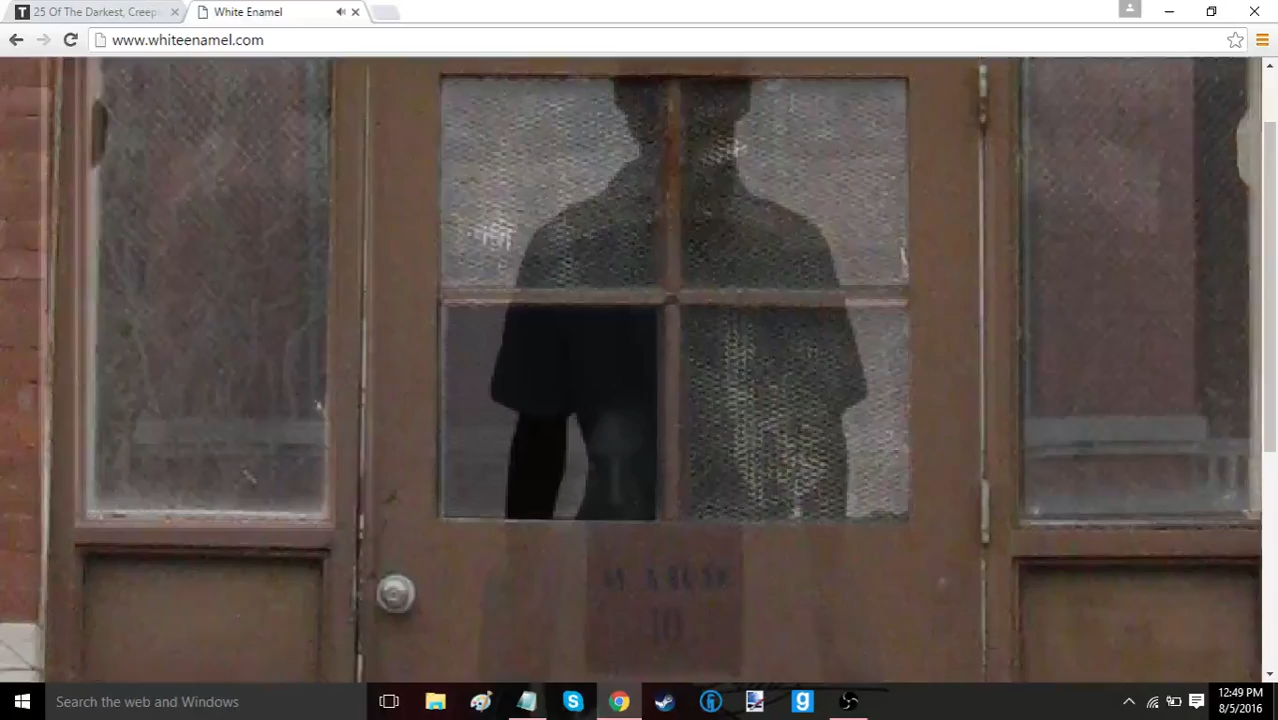 25 Of The Darkest, Creep
White Enamel
www.whiteenamel.com
10
Search the web and Windows
12:49 PM
8/5/2016